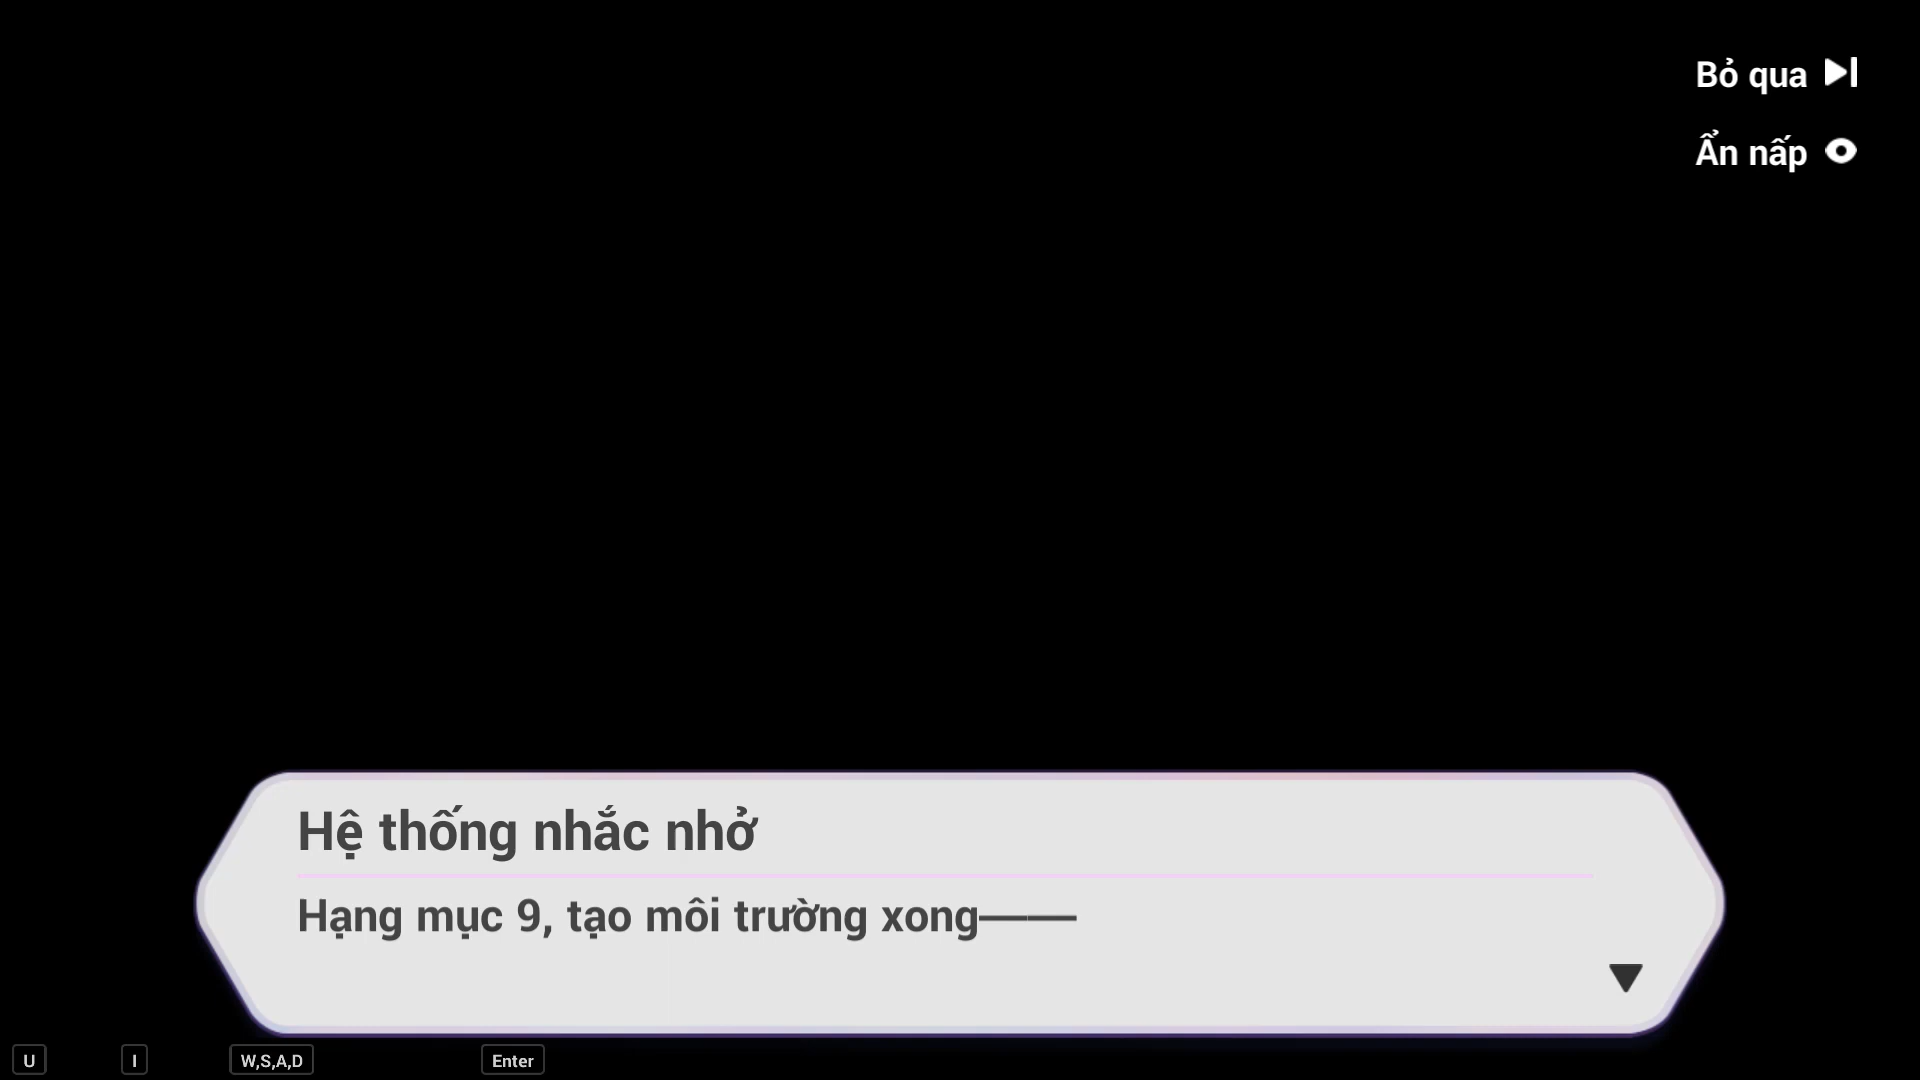 Bỏ qua
Ẩn nấp
Hệ thống nhắc nhở
Hạng mục 9, tạo môi trường xong——
U I W,S,A,D Enter